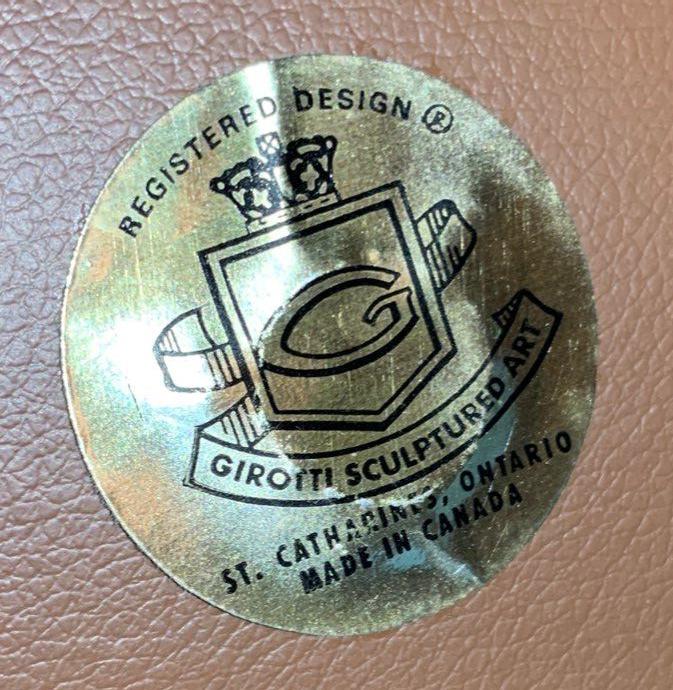 REGISTERED DESIGN ®
G
GIROTTI SCULPTURED ART
ST. CATHARINES, ONTARIO
MADE IN CANADA